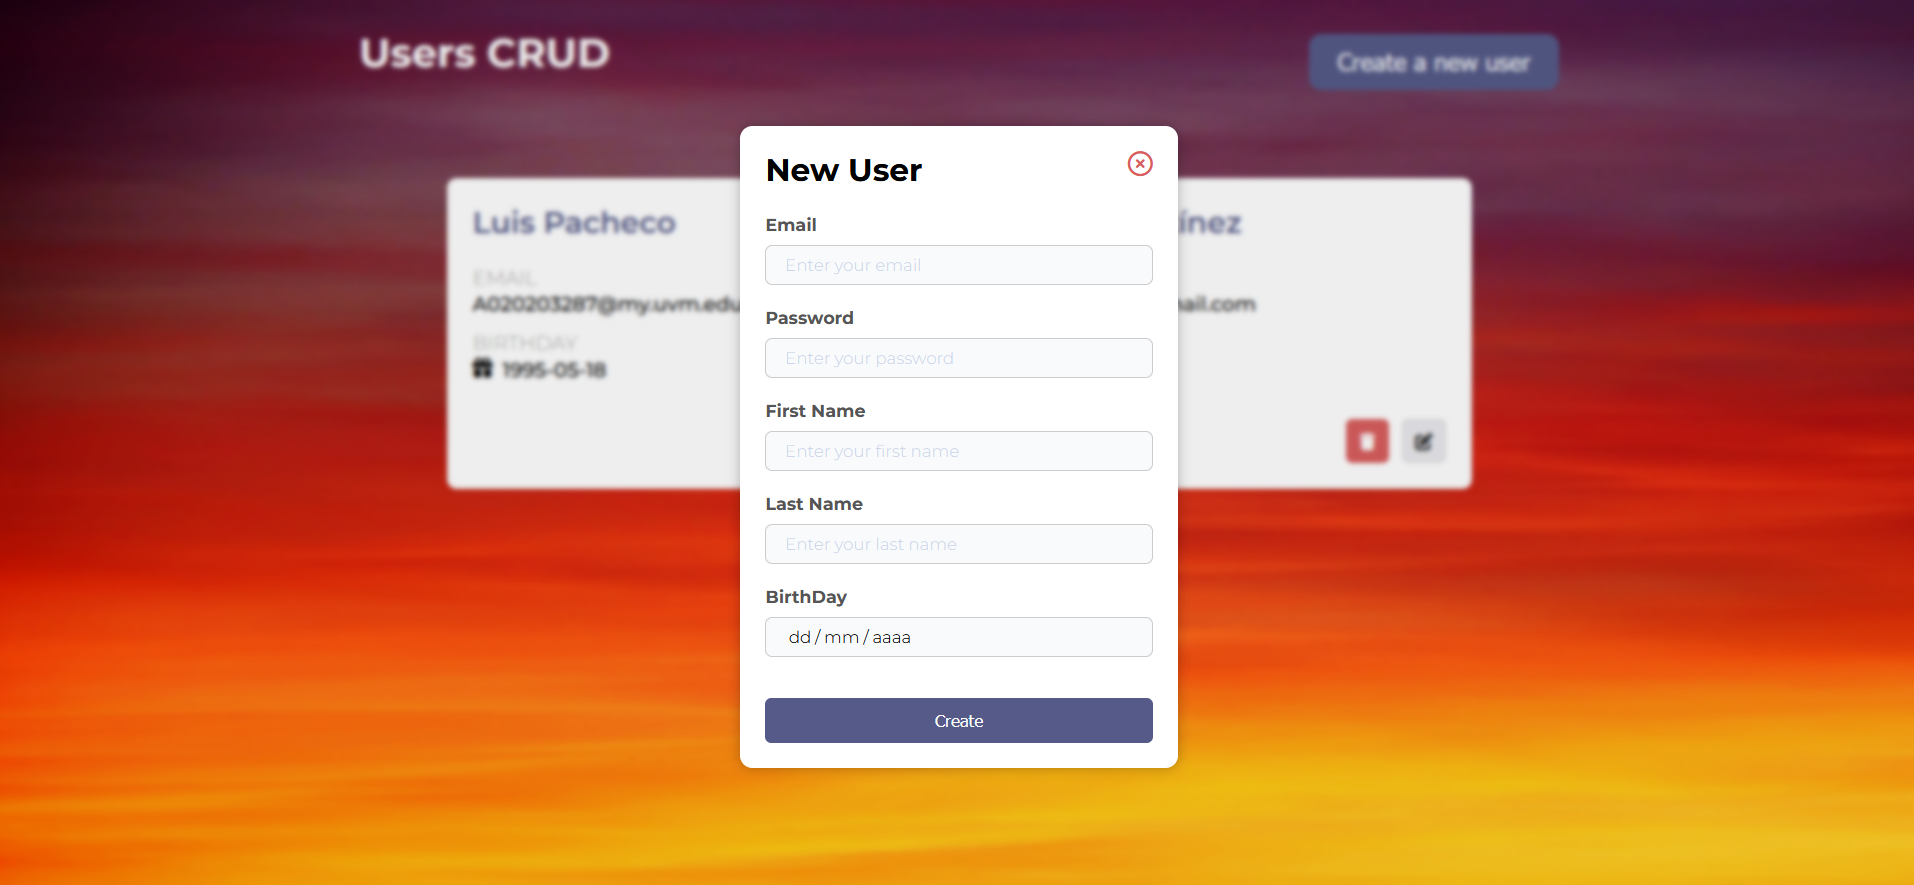 Users CRUD
Create a new user
New User
Luis Pacheco
ínez
Email
EMAIL
Enter your email
A020203287@my.uvm.edu
ail.com
Password
BIRTHDAY
Enter your password
1995-05-18
First Name
Enter your first name
Last Name
Enter your last name
BirthDay
dd / mm / aaaa
Create